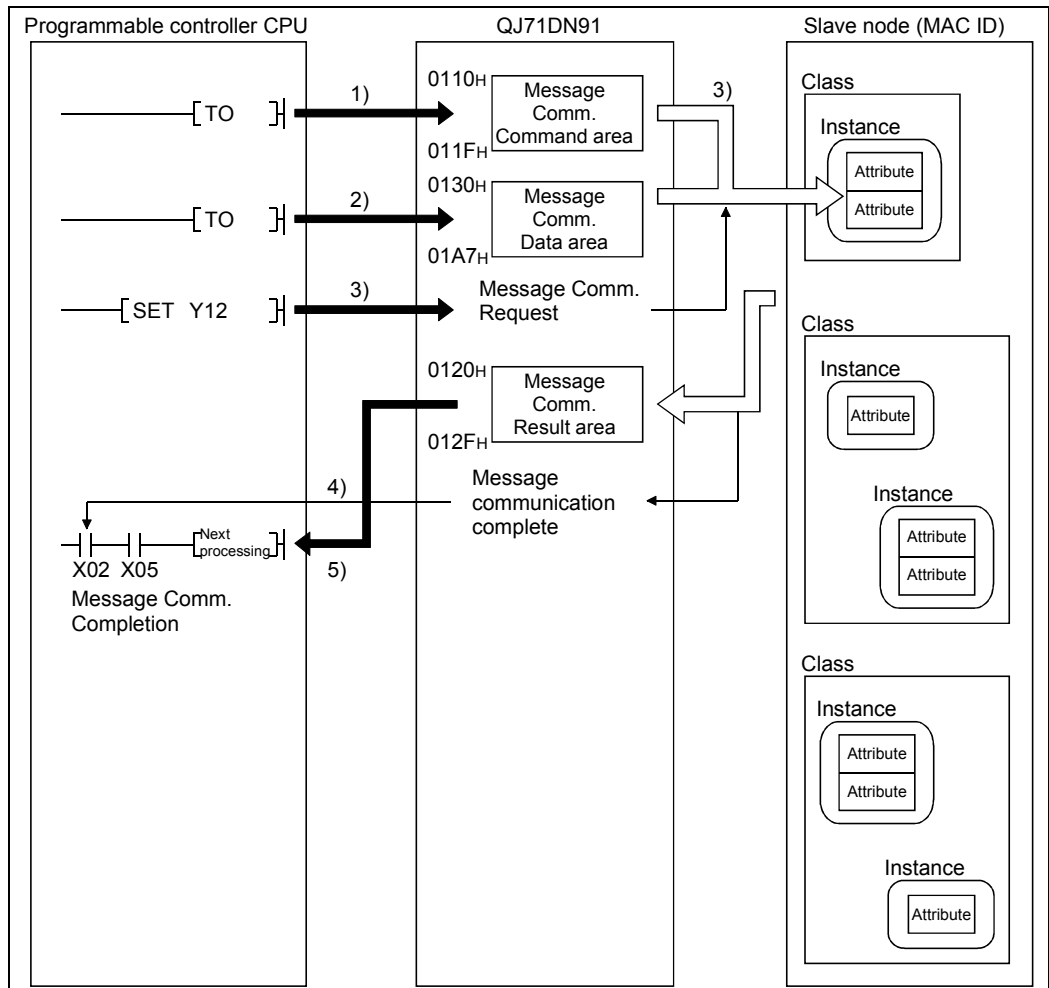 Programmable controller CPU
QJ71DN91
Slave node (MAC ID)
TO
1)
0110H
Message
Comm.
Command area
011FH
3)
Class
Instance
Attribute
Attribute
TO
2)
0130H
Message
Comm.
Data area
01A7H
SET Y12
3)
Message Comm.
Request
Class
Instance
Attribute
Instance
Attribute
Attribute
0120H
Message
Comm.
Result area
012FH
4)
Message
communication
complete
X02 X05
Next
processing
5)
Message Comm.
Completion
Class
Instance
Attribute
Attribute
Instance
Attribute